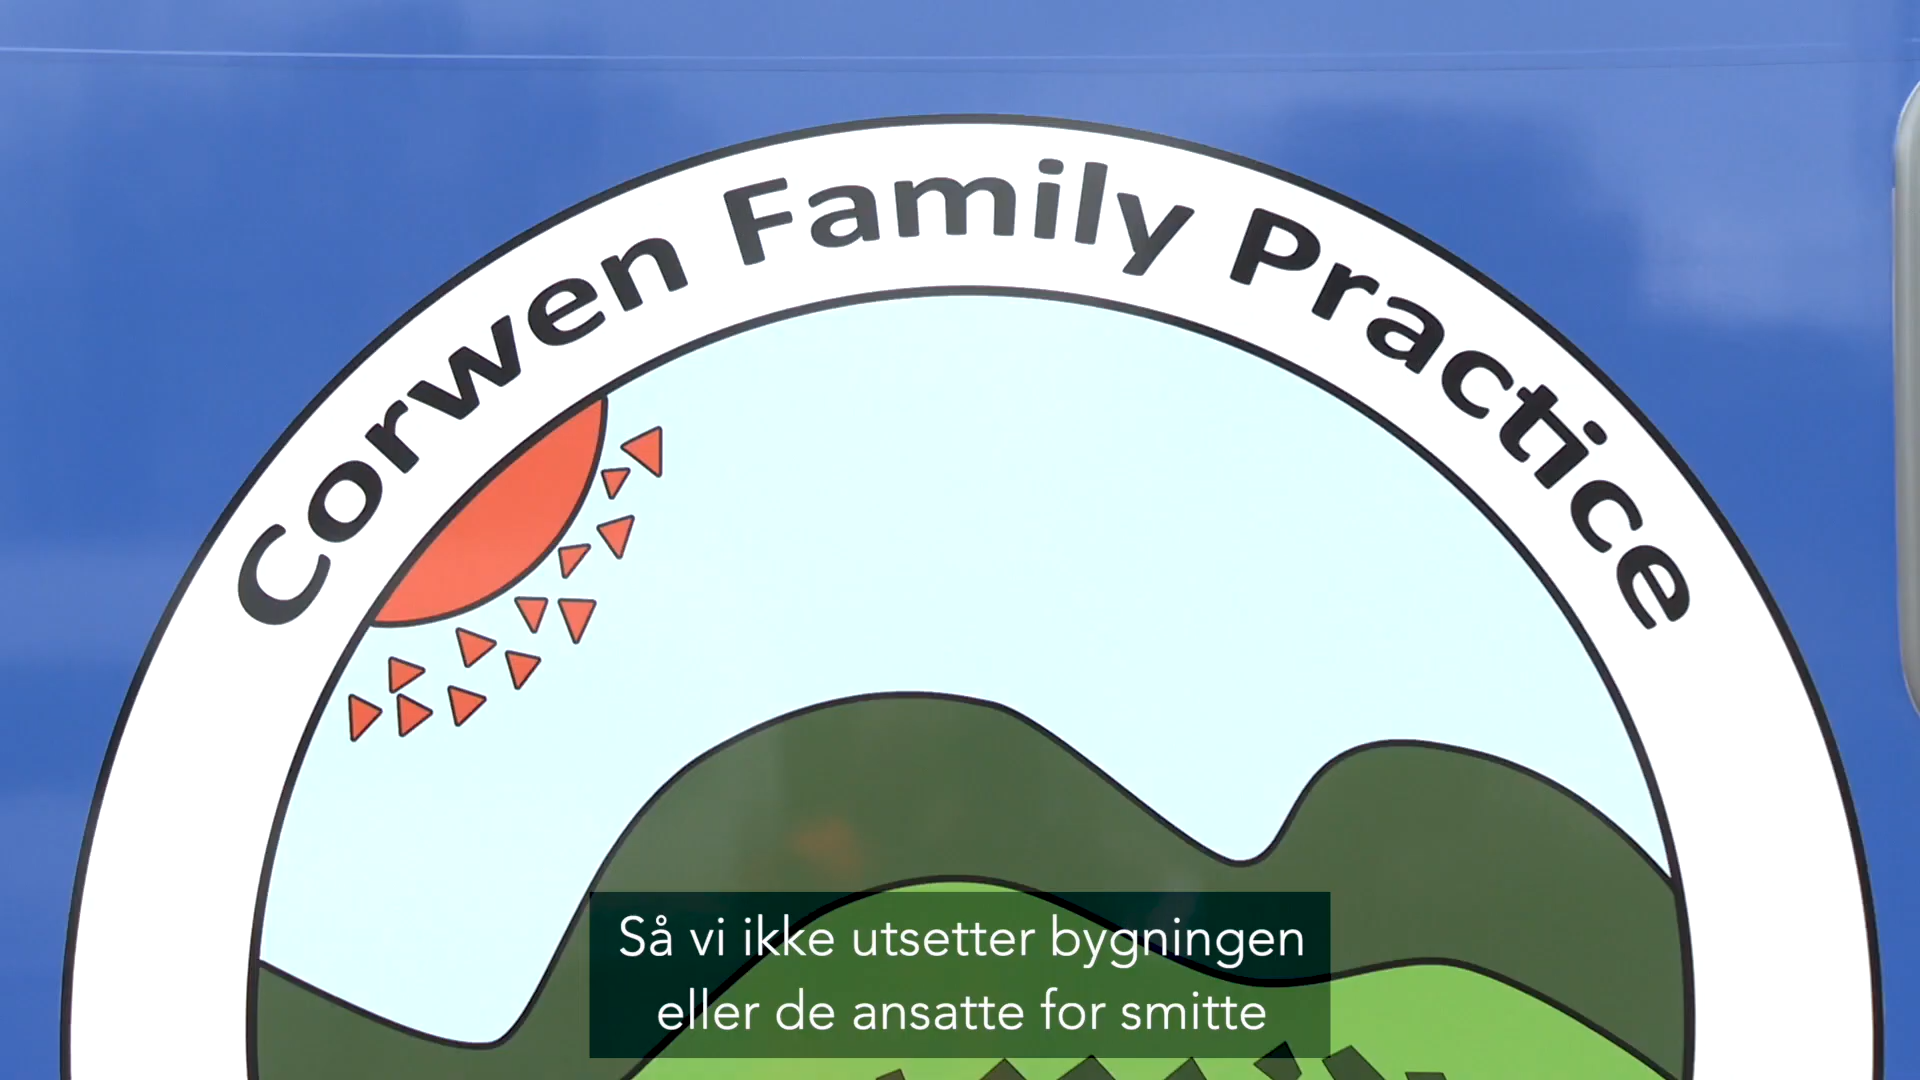 Corwen Family Practice
Så vi ikke utsetter bygningen
eller de ansatte for smitte